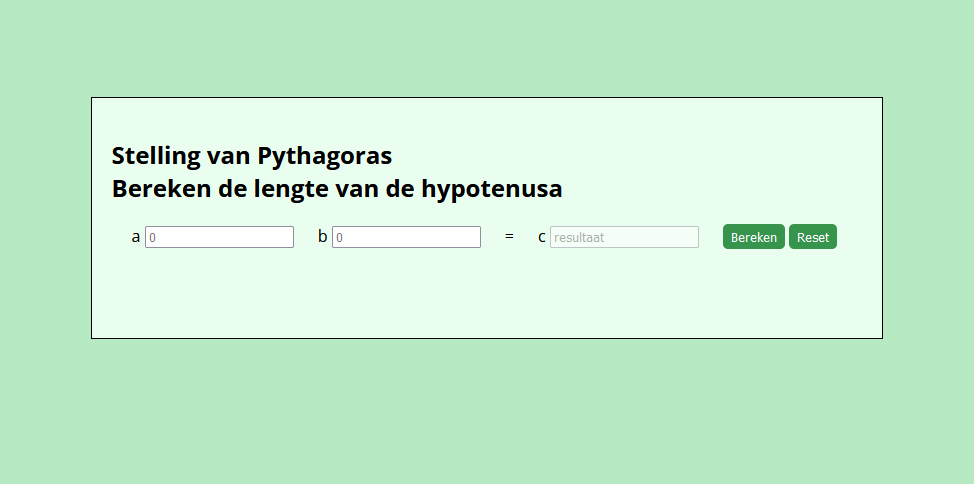 Stelling van Pythagoras
Bereken de lengte van de hypotenusa
a 0 b 0 = c resultaat Bereken Reset